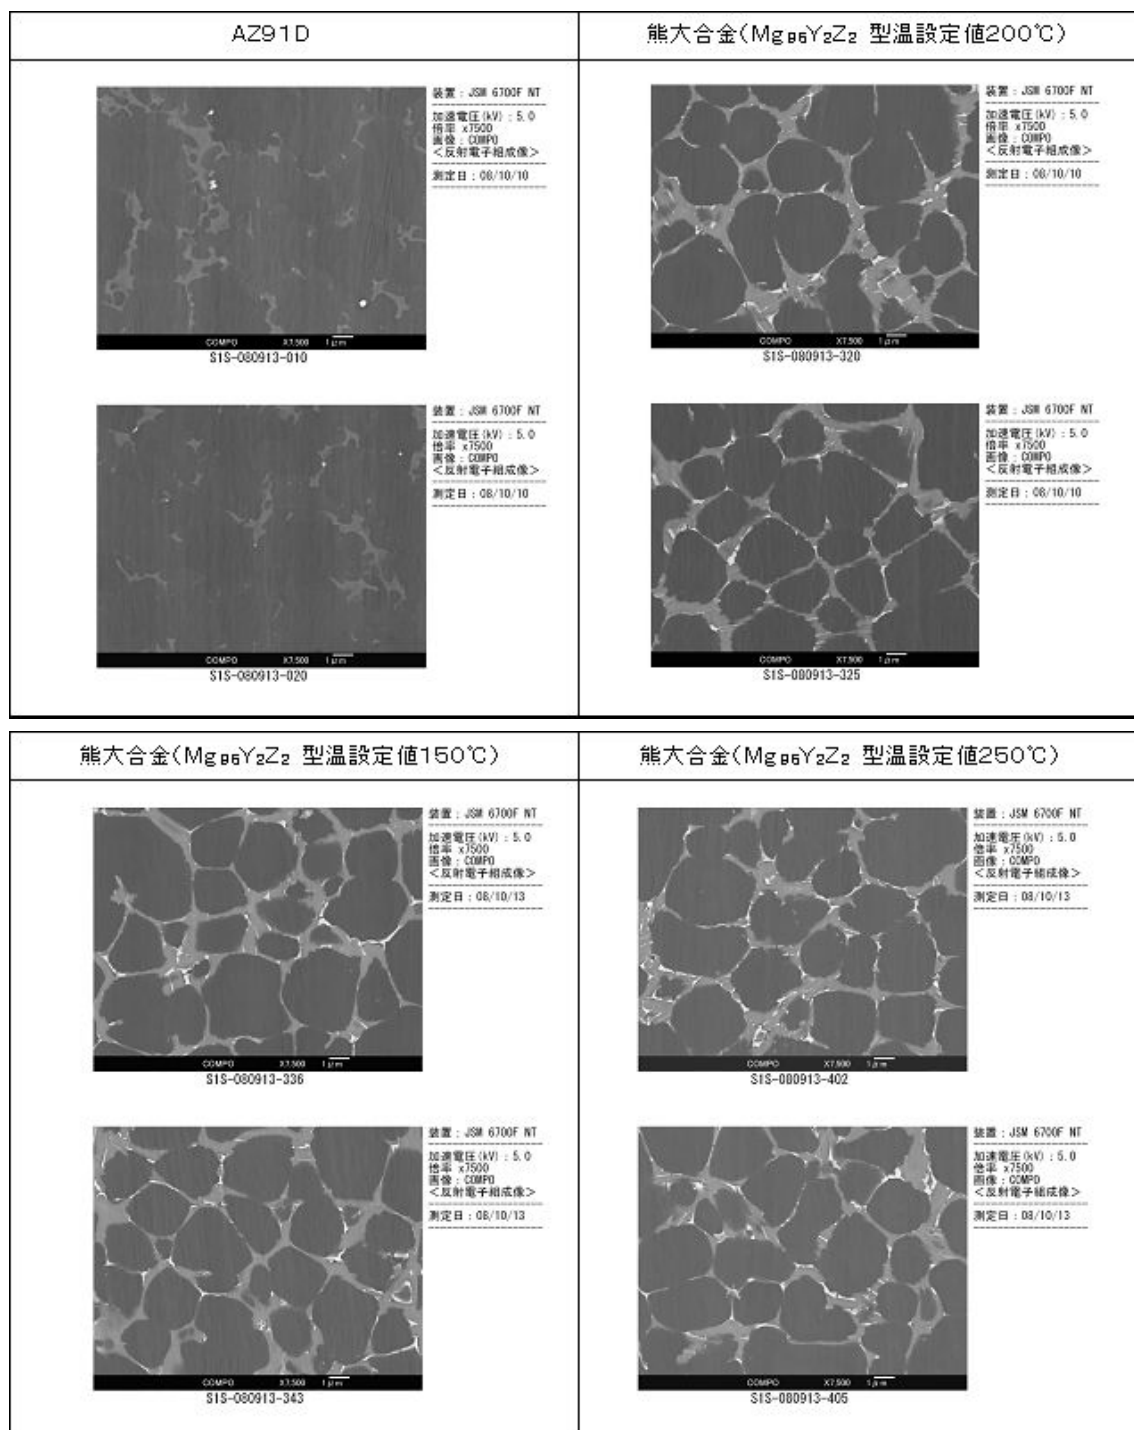 AZ91D
熊大合金(Mg96Y2Z2 型温設定値200℃)
装置 : JSM 6700F NT
加速電圧(kV) : 5.0
倍率 x7500
画像 : COMPO
<反射電子組成像>
測定日 : 08/10/10
COMPO X7,500 1μm
S1S-080913-010
装置 : JSM 6700F NT
加速電圧(kV) : 5.0
倍率 x7500
画像 : COMPO
<反射電子組成像>
測定日 : 08/10/10
COMPO X7,500 1μm
S1S-080913-320
装置 : JSM 6700F NT
加速電圧(kV) : 5.0
倍率 x7500
画像 : COMPO
<反射電子組成像>
測定日 : 08/10/10
COMPO X7,500 1μm
S1S-080913-020
装置 : JSM 6700F NT
加速電圧(kV) : 5.0
倍率 x7500
画像 : COMPO
<反射電子組成像>
測定日 : 08/10/10
COMPO X7,500 1μm
S1S-080913-325
熊大合金(Mg96Y2Z2 型温設定値150℃)
熊大合金(Mg96Y2Z2 型温設定値250℃)
装置 : JSM 6700F NT
加速電圧(kV) : 5.0
倍率 x7500
画像 : COMPO
<反射電子組成像>
測定日 : 08/10/13
COMPO X7,500 1μm
S1S-080913-336
装置 : JSM 6700F NT
加速電圧(kV) : 5.0
倍率 x7500
画像 : COMPO
<反射電子組成像>
測定日 : 08/10/13
COMPO X7,500 1μm
S1S-080913-402
装置 : JSM 6700F NT
加速電圧(kV) : 5.0
倍率 x7500
画像 : COMPO
<反射電子組成像>
測定日 : 08/10/13
COMPO X7,500 1μm
S1S-080913-343
装置 : JSM 6700F NT
加速電圧(kV) : 5.0
倍率 x7500
画像 : COMPO
<反射電子組成像>
測定日 : 08/10/13
COMPO X7,500 1μm
S1S-080913-405